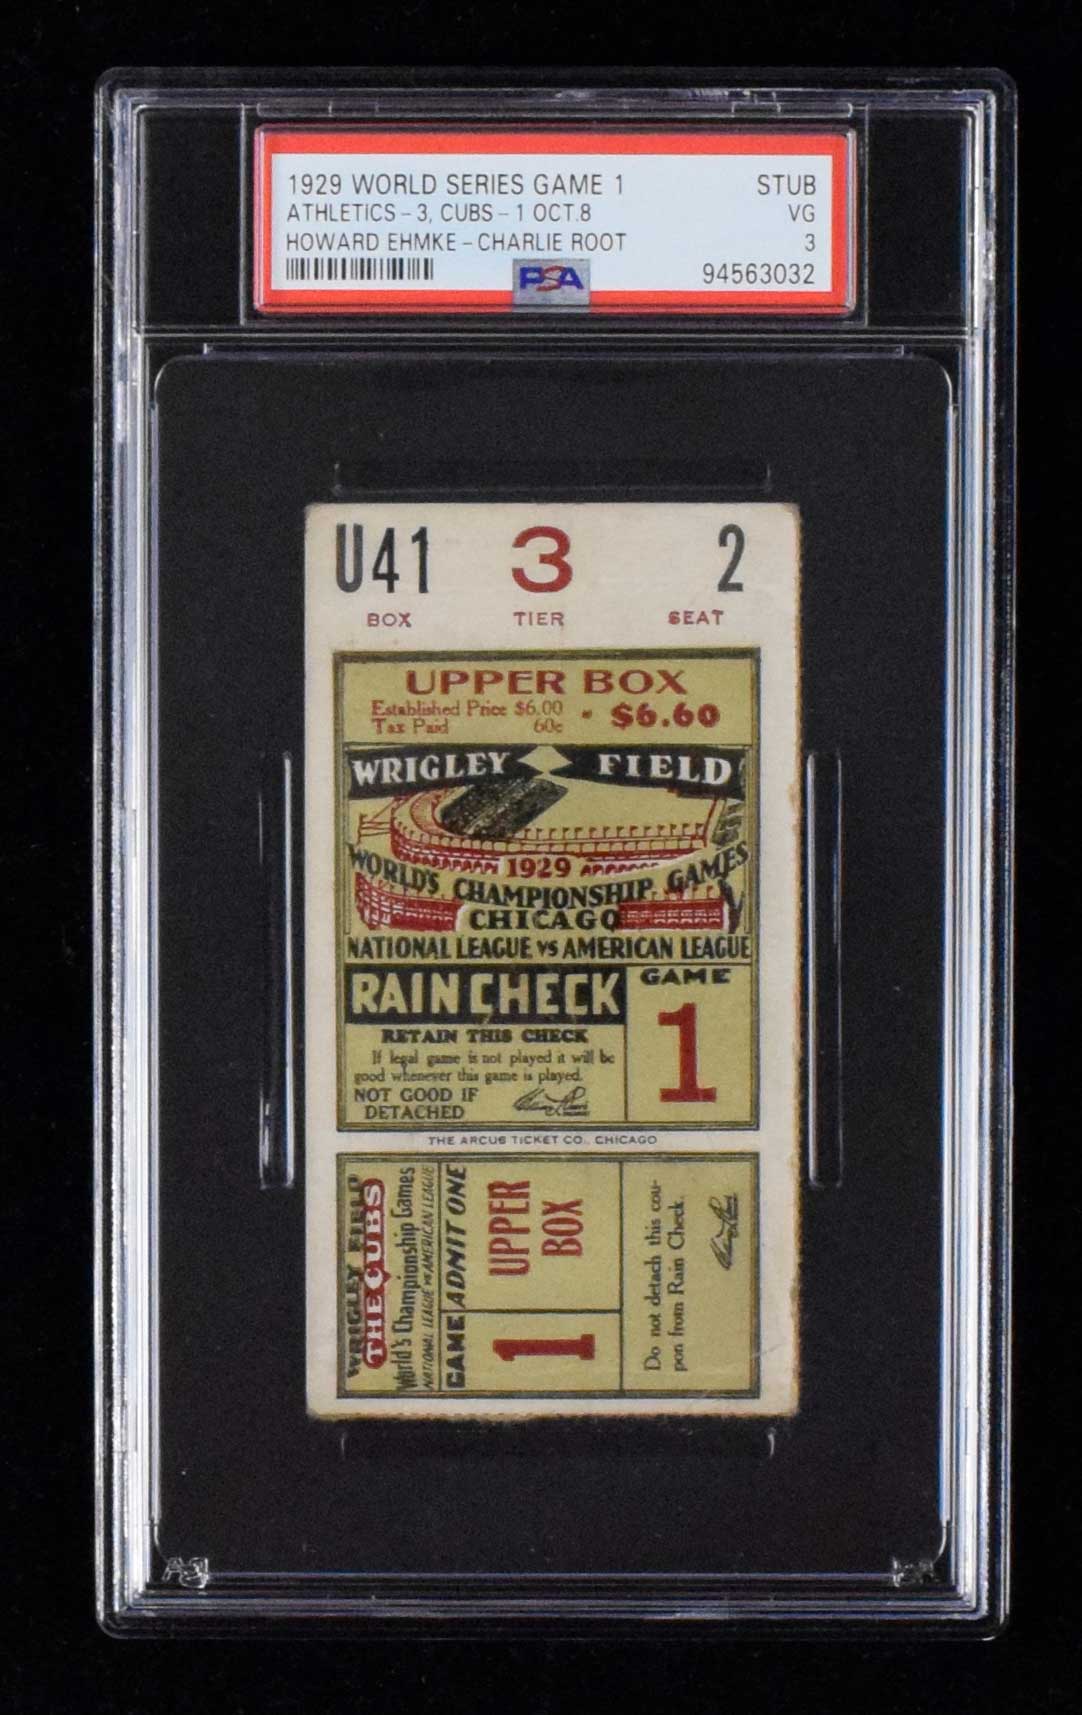 1929 WORLD SERIES GAME 1 STUB
ATHLETICS - 3, CUBS - 1 OCT.8 VG
HOWARD EHMKE - CHARLIE ROOT 3
PSA 94563032
U41 3 2
BOX TIER SEAT
UPPER BOX
Established Price $6.00 - $6.60
Tax Paid 60c
WRIGLEY FIELD
1929
WORLD'S CHAMPIONSHIP GAMES
CHICAGO
NATIONAL LEAGUE VS AMERICAN LEAGUE
RAIN CHECK
RETAIN THIS CHECK
If legal game is not played it will be
good whenever this game is played.
NOT GOOD IF
DETACHED
GAME
1
THE ARCUS TICKET CO., CHICAGO
WRIGLEY FIELD
THE CUBS
World's Championship Games
NATIONAL LEAGUE VS AMERICAN LEAGUE
GAME ADMIT ONE
1 UPPER
BOX
Do not detach this cou-
pon from Rain Check.